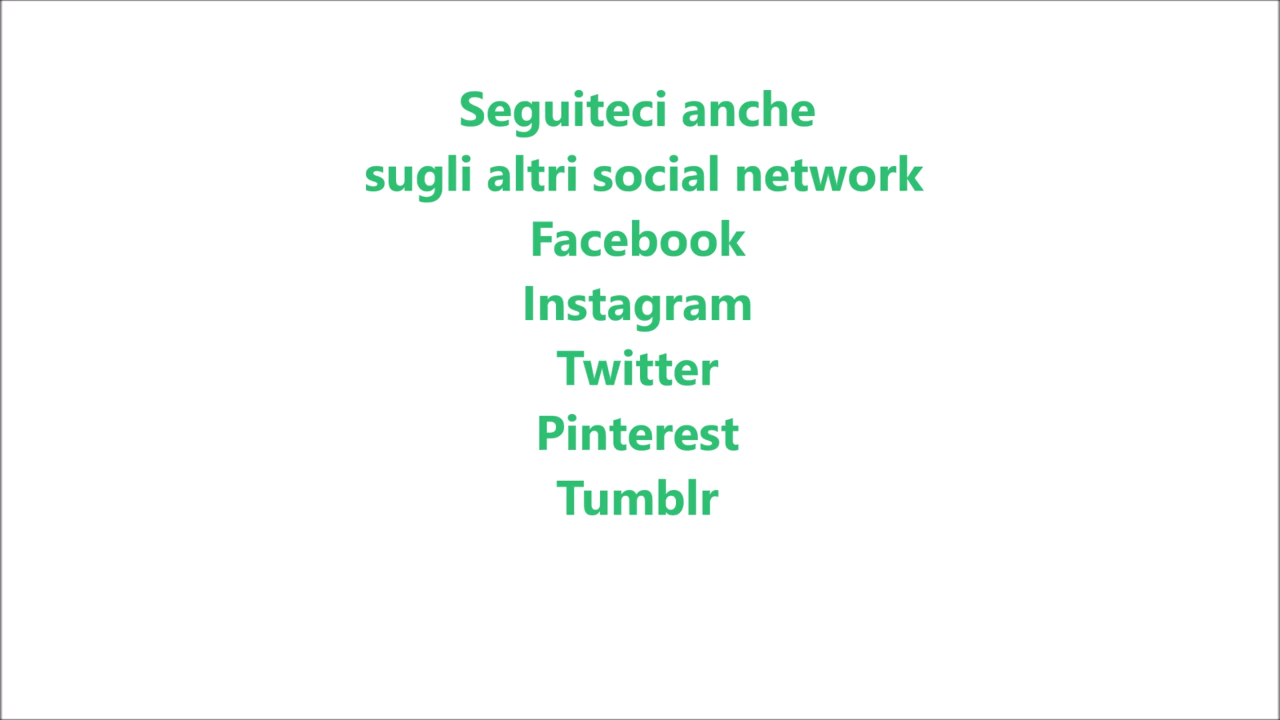 Seguiteci anche
sugli altri social network
Facebook
Instagram
Twitter
Pinterest
Tumblr